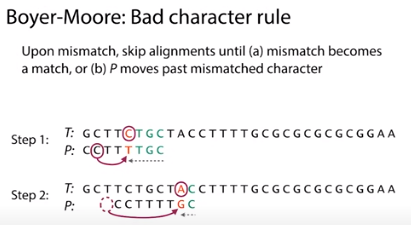 Boyer-Moore: Bad character rule
Upon mismatch, skip alignments until (a) mismatch becomes
a match, or (b) P moves past mismatched character
Step 1:
T: GCTTCTGCTACCTTTTGCGCGCGCGCGGAA
P: CCTTTTGC
Step 2:
T: GCTTCTGCTACCTTTTGCGCGCGCGCGGAA
P: CCTTTTGC